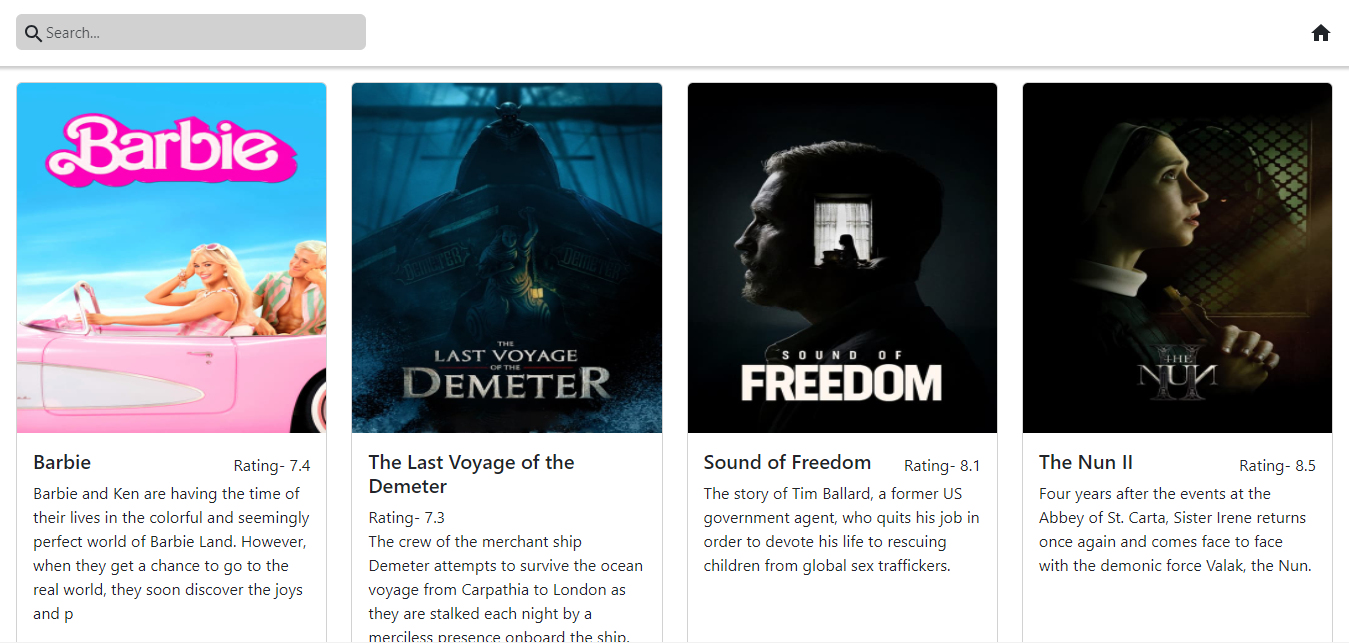 Search...
Barbie
THE
LAST VOYAGE
OF THE
DEMETER
DEMETER
DEMETER
SOUND OF
FREEDOM
THE
NUN
II
Barbie
Rating- 7.4
Barbie and Ken are having the time of
their lives in the colorful and seemingly
perfect world of Barbie Land. However,
when they get a chance to go to the
real world, they soon discover the joys
and p
The Last Voyage of the
Demeter
Rating- 7.3
The crew of the merchant ship
Demeter attempts to survive the ocean
voyage from Carpathia to London as
they are stalked each night by a
merciless presence onboard the ship.
Sound of Freedom
Rating- 8.1
The story of Tim Ballard, a former US
government agent, who quits his job in
order to devote his life to rescuing
children from global sex traffickers.
The Nun II
Rating- 8.5
Four years after the events at the
Abbey of St. Carta, Sister Irene returns
once again and comes face to face
with the demonic force Valak, the Nun.